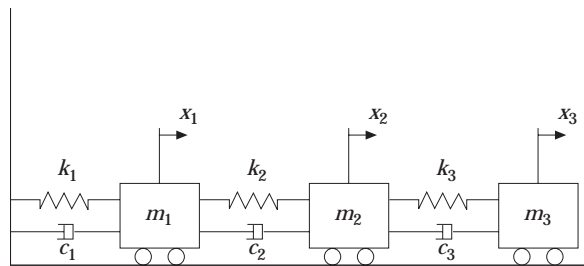 x₁ x₂ x₃
k₁ k₂ k₃
m₁ m₂ m₃
c₁ c₂ c₃